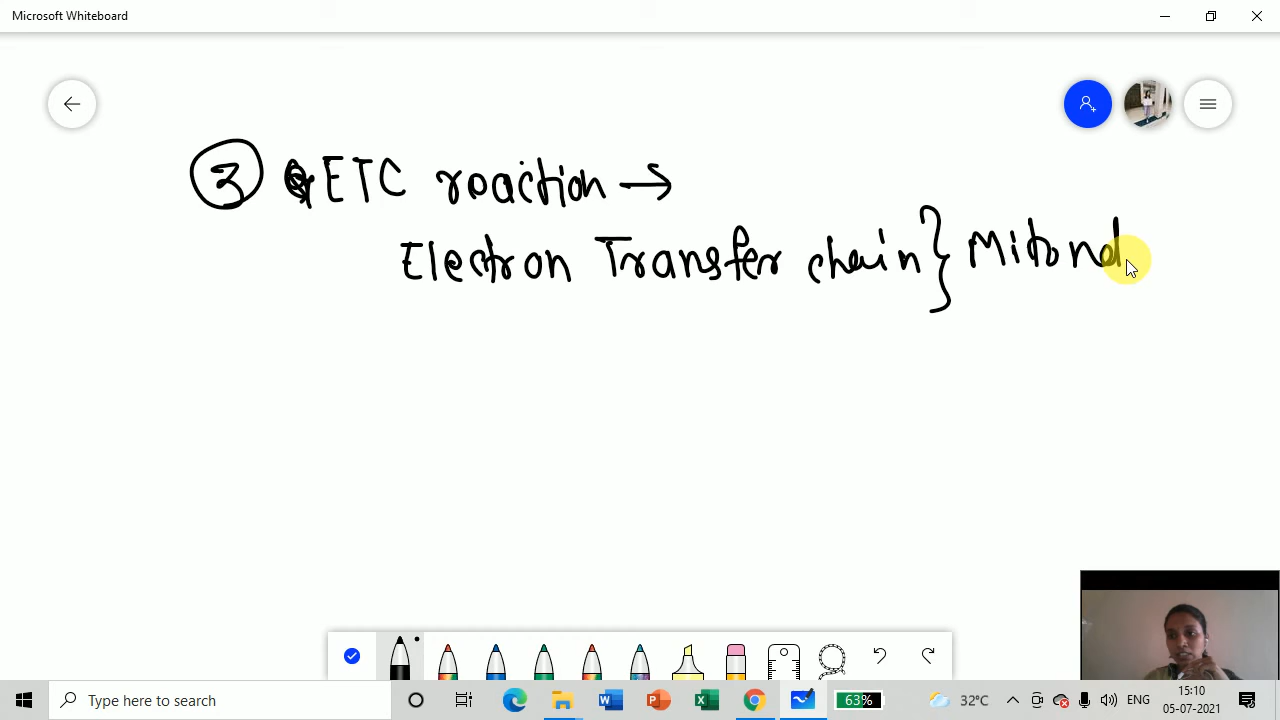 Microsoft Whiteboard
3 ETC reaction →
Electron Transfer chain } Mitond
Type here to search
63%
32°C
ENG
15:10
05-07-2021